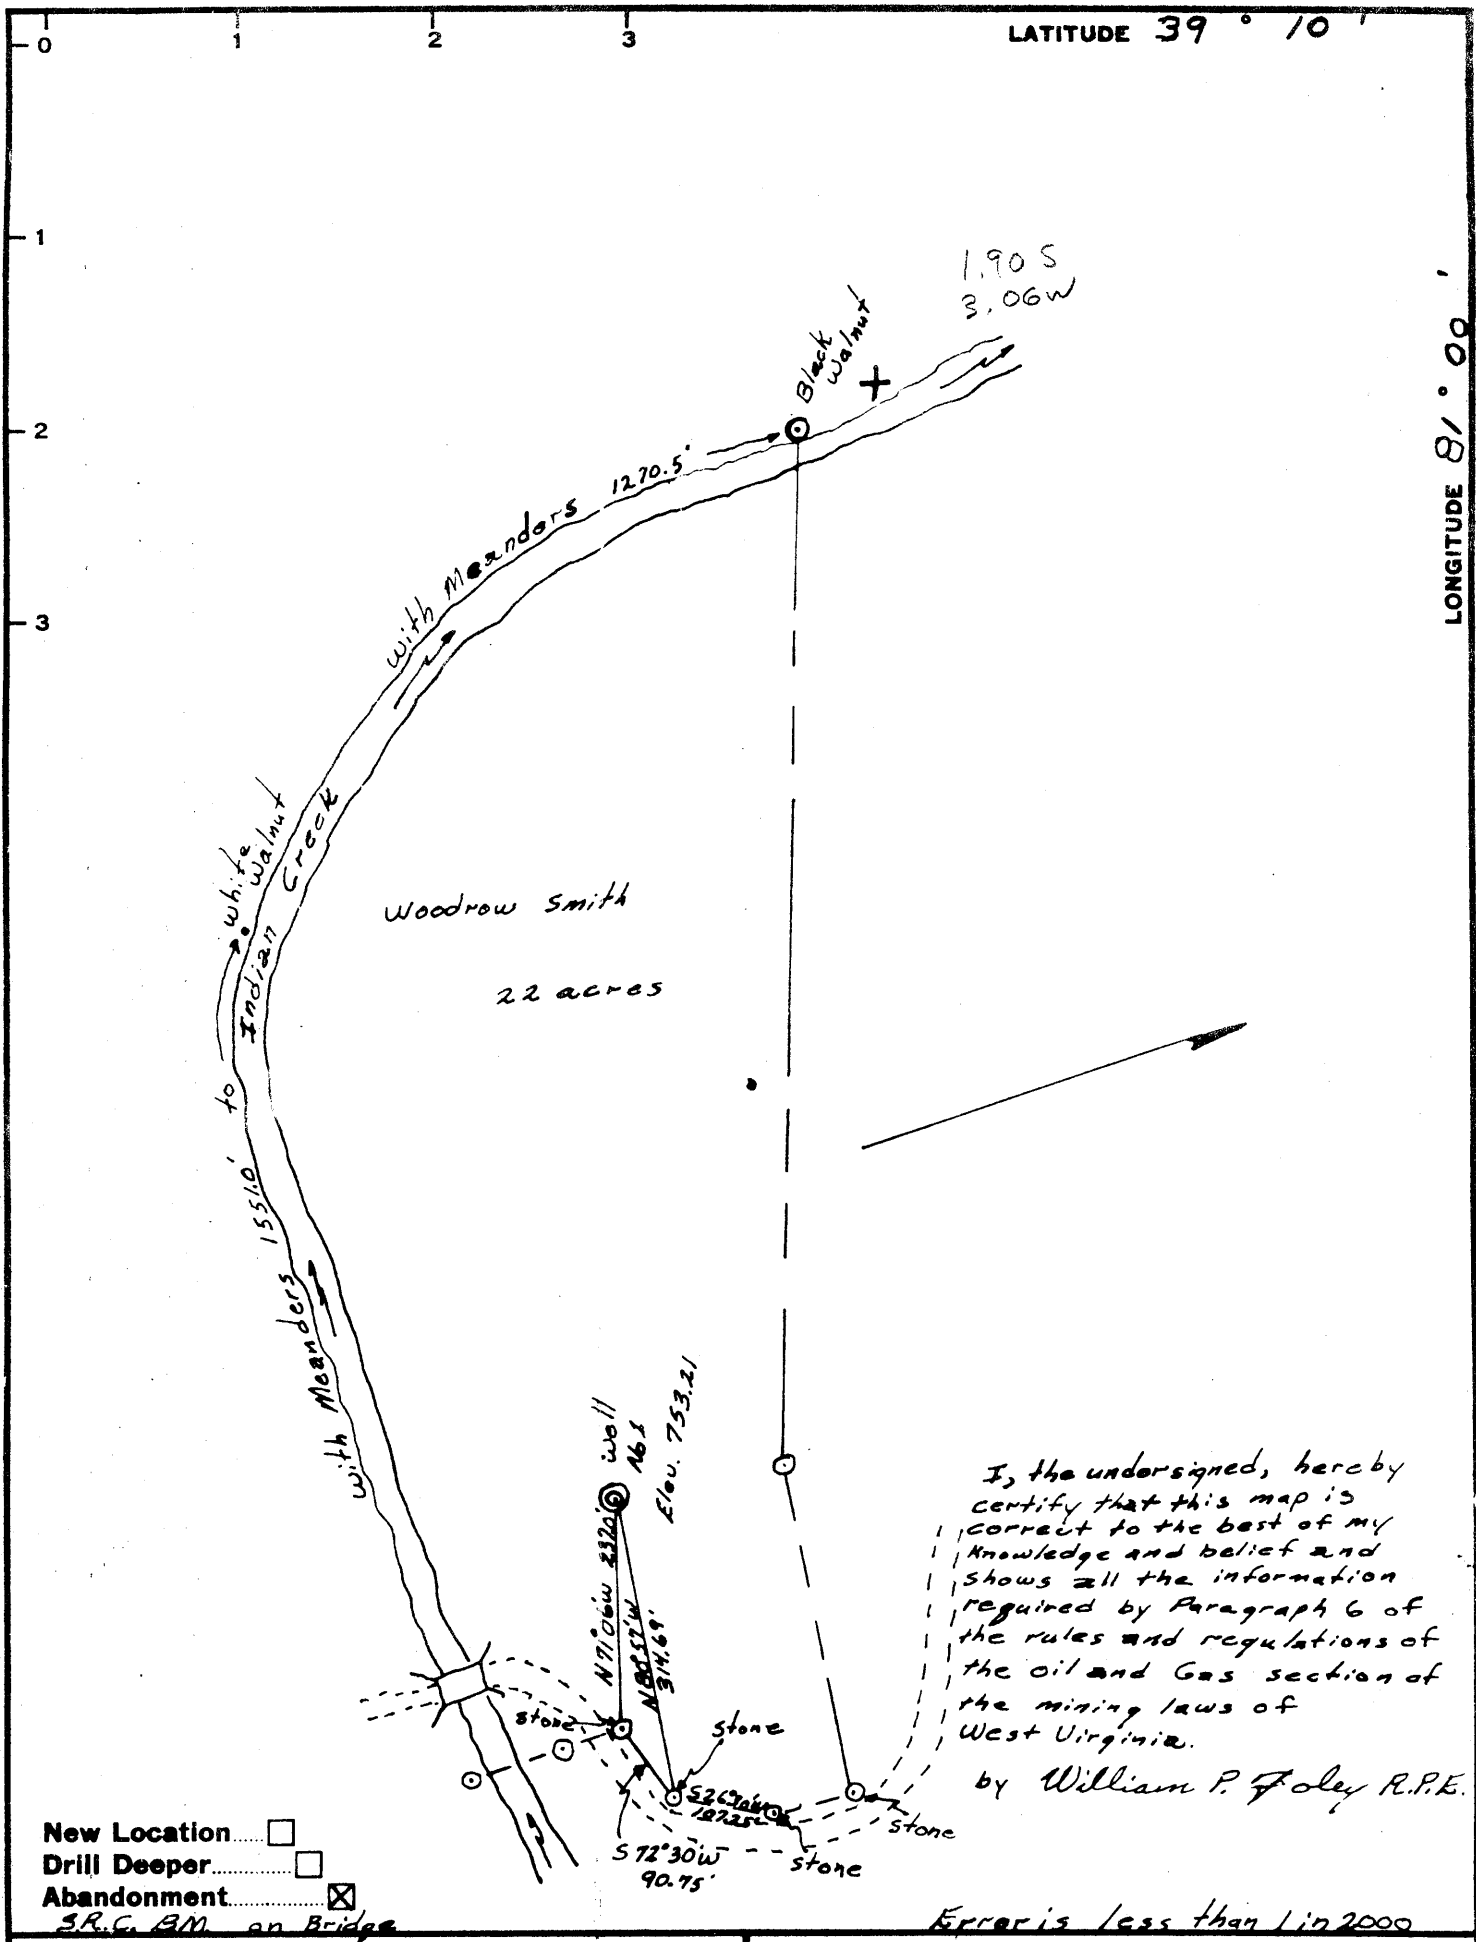 0 1 2 3
LATITUDE 39 ° 10 '
1
2
3
1.90 S
3.06 W
LONGITUDE 81 ° 00 '
Black
Walnut
with Meanders 1270.5'
White
Walnut
Indian Creek
Woodrow Smith
22 acres
with Meanders 1551.0' to
well
No 1
Elev. 753.21
N71°06'W 232.0'
N80°52'W
314.69'
stone
stone
S 72°30'W
90.75'
S26°
107.25
stone
stone
I, the undersigned, hereby
certify that this map is
correct to the best of my
Knowledge and belief and
shows all the information
required by Paragraph 6 of
the rules and regulations of
the oil and Gas section of
the mining laws of
West Virginia.
by William P. Foley R.P.E.
New Location
Drill Deeper
Abandonment
S.R.C. B.M. on Bridge
Error is less than 1 in 2000